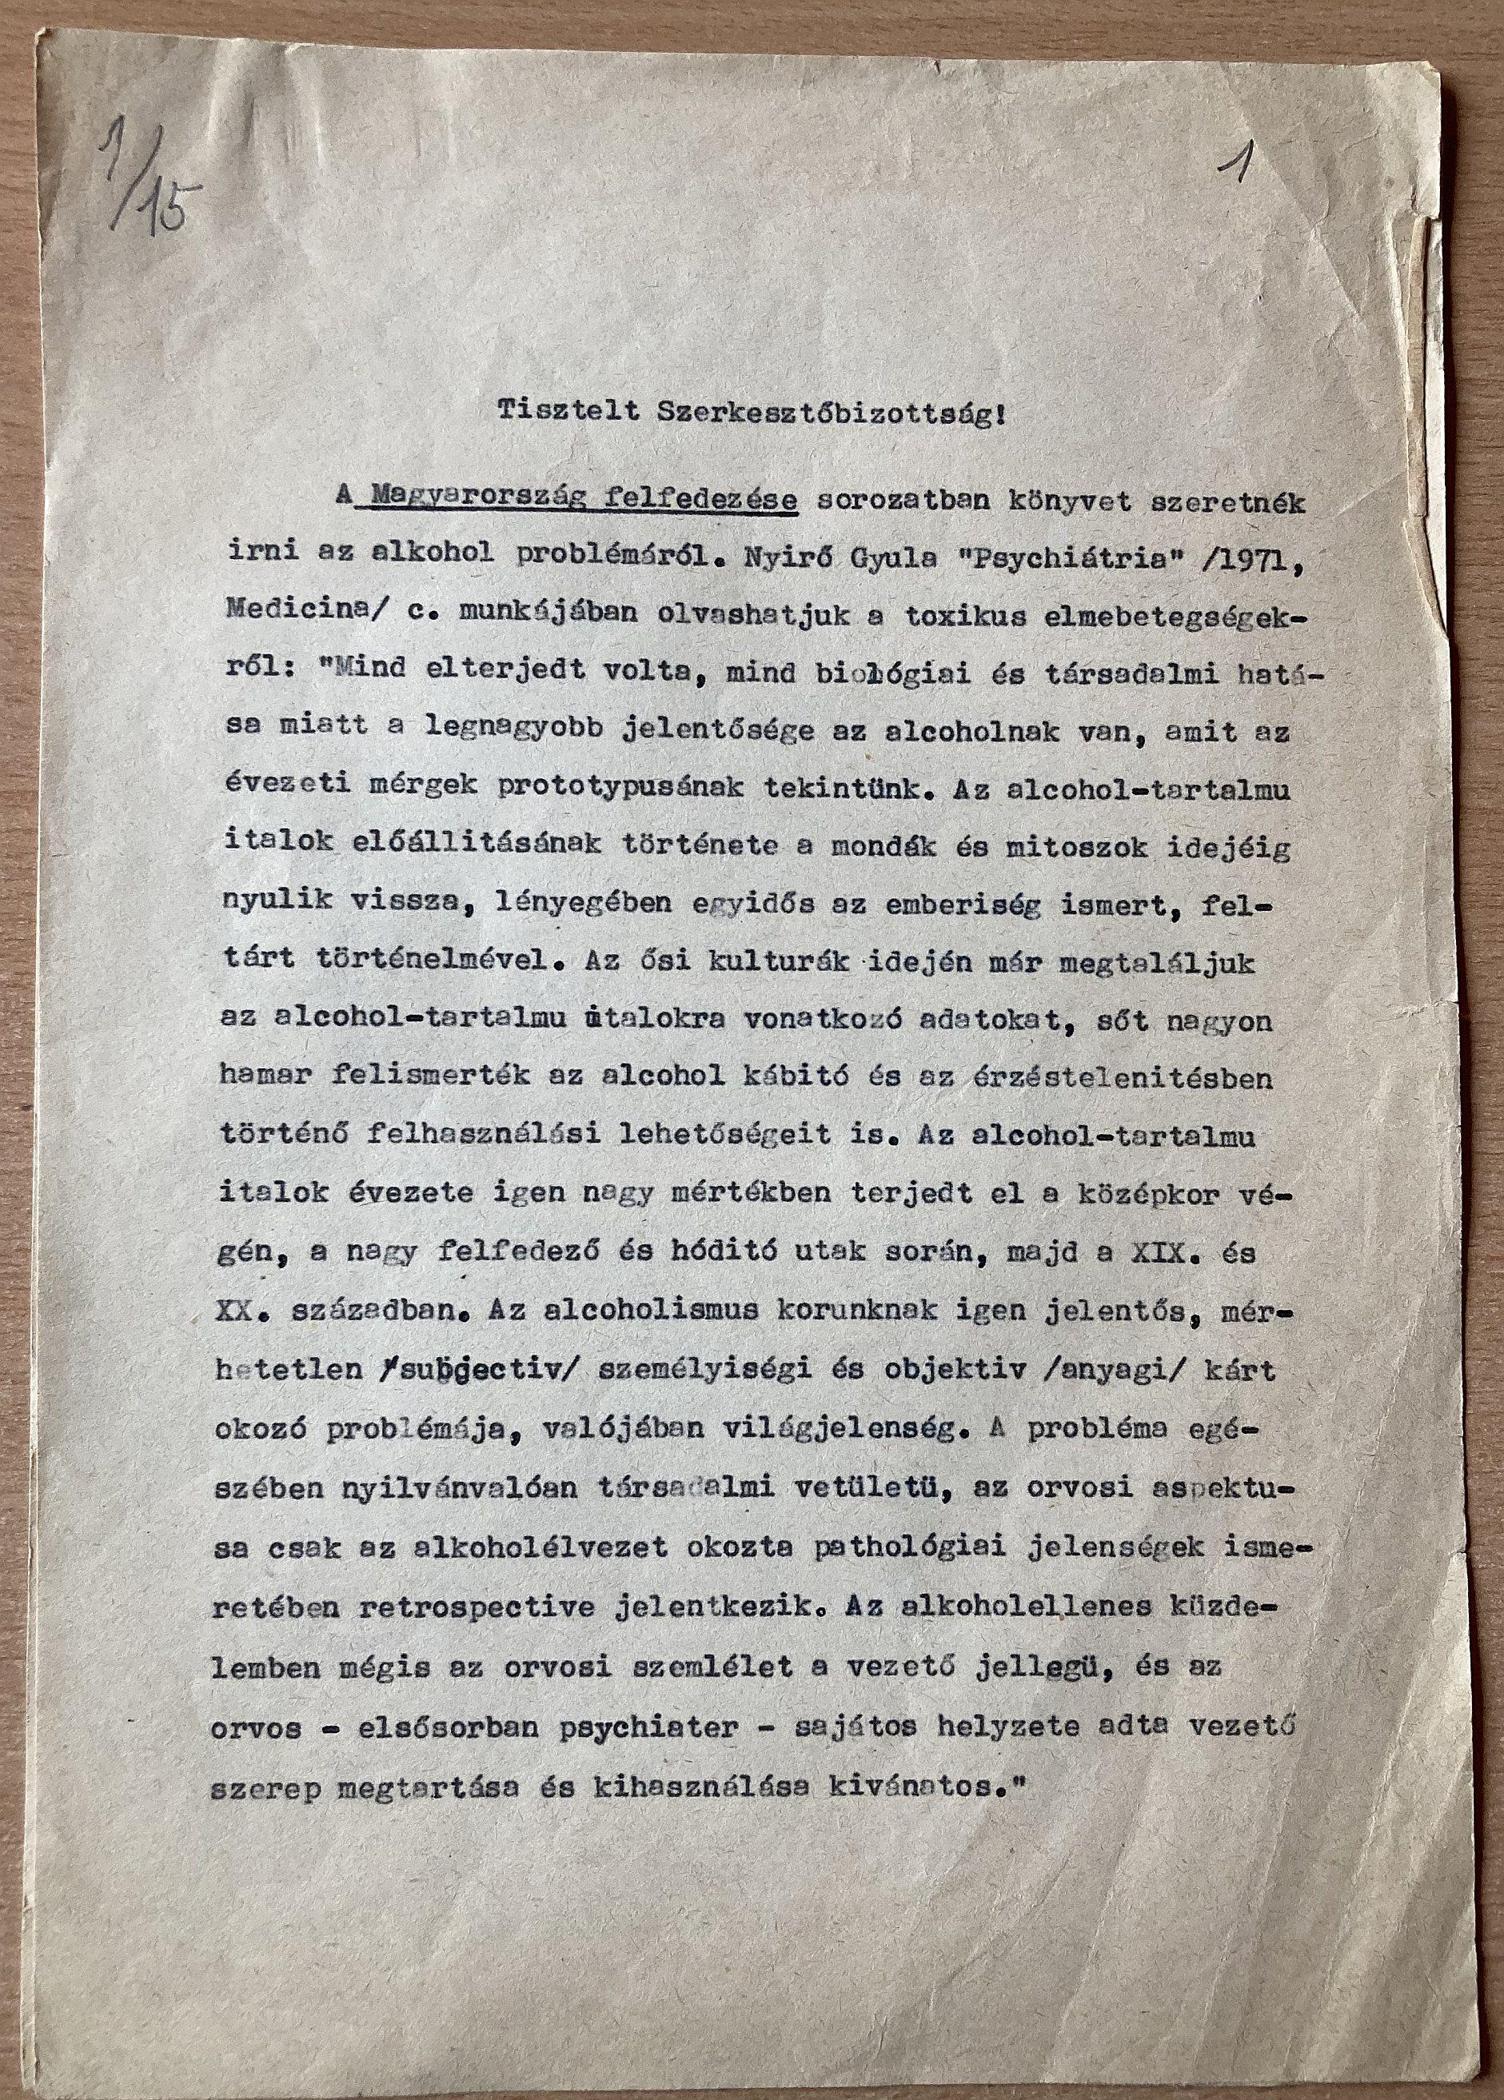 1/15
1
Tisztelt Szerkesztőbizottság!
A Magyarország felfedezése sorozatban könyvet szeretnék
irni az alkohol problémáról. Nyirő Gyula "Psychiátria" /1971,
Medicina/ c. munkájában olvashatjuk a toxikus elmebetegségek-
ről: "Mind elterjedt volta, mind biológiai és társadalmi hatá-
sa miatt a legnagyobb jelentősége az alcoholnak van, amit az
évezeti mérgek prototypusának tekintünk. Az alcohol-tartalmu
italok előállitásának története a mondák és mitoszok idejéig
nyulik vissza, lényegében egyidős az emberiség ismert, fel-
tárt történelmével. Az ősi kulturák idején már megtaláljuk
az alcohol-tartalmu italokra vonatkozó adatokat, sőt nagyon
hamar felismerték az alcohol kábitó és az érzéstelenitésben
történő felhasználási lehetőségeit is. Az alcohol-tartalmu
italok évezete igen nagy mértékben terjedt el a középkor vé-
gén, a nagy felfedező és hóditó utak során, majd a XIX. és
XX. században. Az alcoholismus korunknak igen jelentős, mér-
hetetlen /subjectiv/ személyiségi és objektiv /anyagi/ kárt
okozó problémája, valójában világjelenség. A probléma egé-
szében nyilvánvalóan társadalmi vetületü, az orvosi aspektu-
sa csak az alkoholélvezet okozta pathológiai jelenségek isme-
retében retrospective jelentkezik. Az alkoholellenes küzde-
lemben mégis az orvosi szemlélet a vezető jellegü, és az
orvos - elsősorban psychiater - sajátos helyzete adta vezető
szerep megtartása és kihasználása kivánatos."